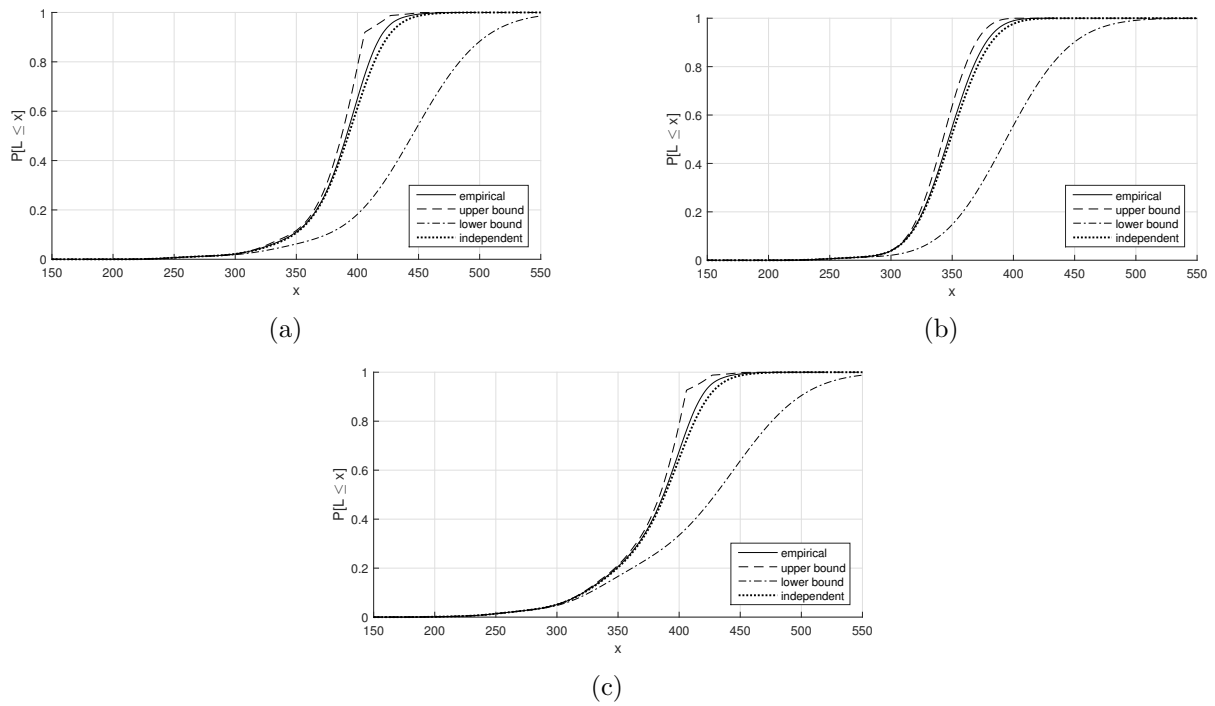 1
0.8
0.6
0.4
0.2
0
P[L ≤ x]
150 200 250 300 350 400 450 500 550
x
empirical
upper bound
lower bound
independent
(a)
1
0.8
0.6
0.4
0.2
0
P[L ≤ x]
150 200 250 300 350 400 450 500 550
x
empirical
upper bound
lower bound
independent
(b)
1
0.8
0.6
0.4
0.2
0
P[L ≤ x]
150 200 250 300 350 400 450 500 550
x
empirical
upper bound
lower bound
independent
(c)